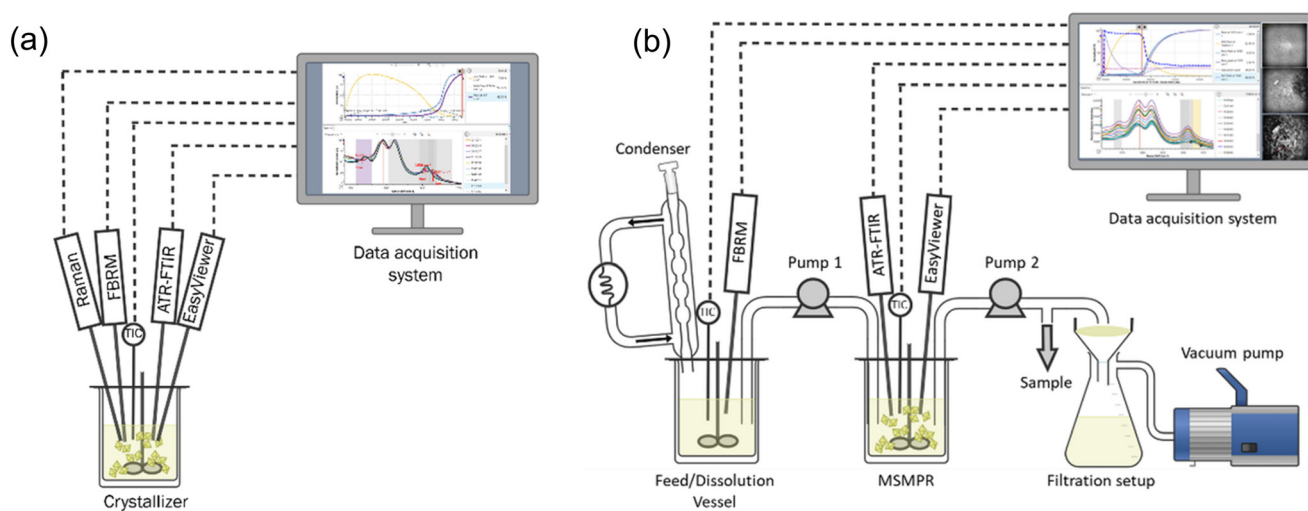 (a)
Raman
FBRM
TIC
ATR-FTIR
EasyViewer
Data acquisition
system
Crystallizer
(b)
Condenser
TIC
FBRM
Pump 1
ATR-FTIR
TIC
EasyViewer
Pump 2
Data acquisition system
Sample
Vacuum pump
Feed/Dissolution
Vessel
MSMPR
Filtration setup